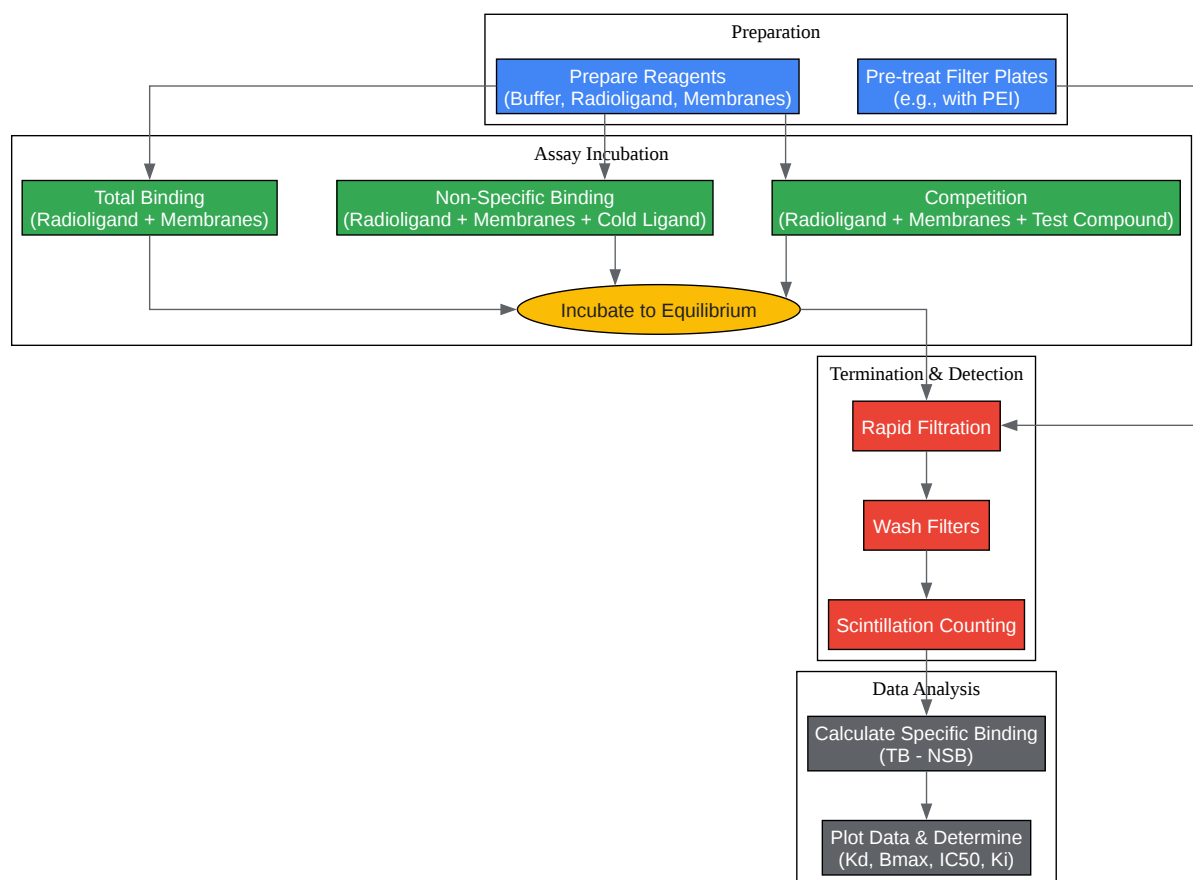 Preparation
Prepare Reagents
(Buffer, Radioligand, Membranes)
Pre-treat Filter Plates
(e.g., with PEI)
Assay Incubation
Total Binding
(Radioligand + Membranes)
Non-Specific Binding
(Radioligand + Membranes + Cold Ligand)
Competition
(Radioligand + Membranes + Test Compound)
Incubate to Equilibrium
Termination & Detection
Rapid Filtration
Wash Filters
Scintillation Counting
Data Analysis
Calculate Specific Binding
(TB - NSB)
Plot Data & Determine
(Kd, Bmax, IC50, Ki)